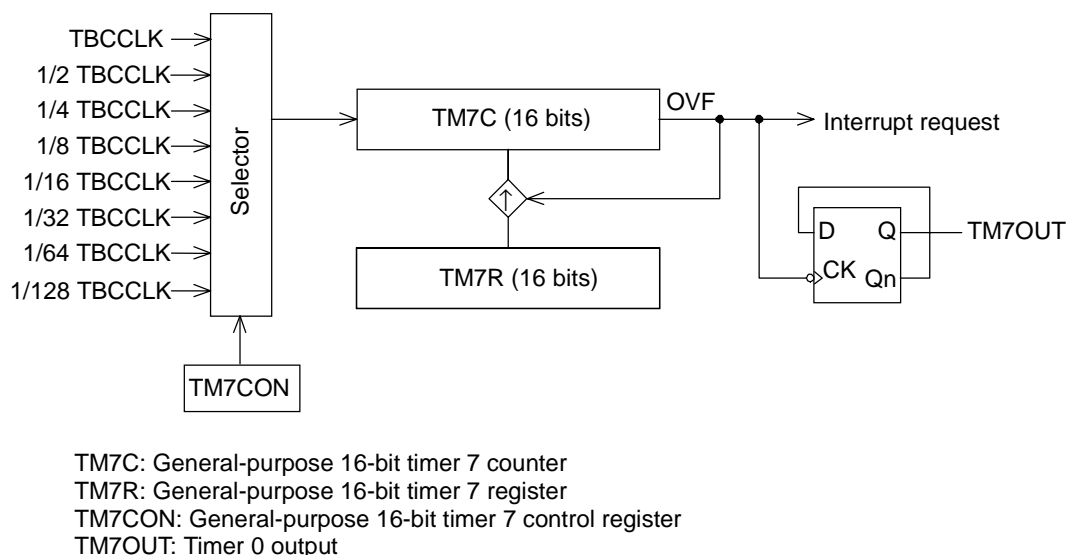 TBCCLK
1/2 TBCCLK
1/4 TBCCLK
1/8 TBCCLK
1/16 TBCCLK
1/32 TBCCLK
1/64 TBCCLK
1/128 TBCCLK
Selector
TM7CON
TM7C (16 bits)
OVF
Interrupt request
↑
TM7R (16 bits)
D
Q
CK
Qn
TM7OUT
TM7C: General-purpose 16-bit timer 7 counter
TM7R: General-purpose 16-bit timer 7 register
TM7CON: General-purpose 16-bit timer 7 control register
TM7OUT: Timer 0 output